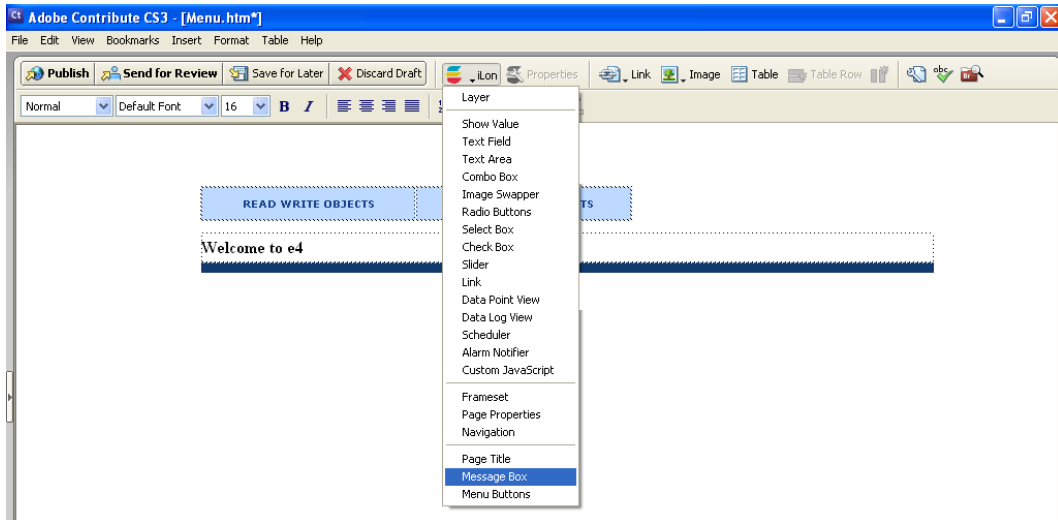 Ct Adobe Contribute CS3 - [Menu.htm*]
File Edit View Bookmarks Insert Format Table Help
Publish Send for Review Save for Later Discard Draft iLon Properties Link Image Table Table Row abc
Normal Default Font 16 B I
Layer
Show Value
Text Field
Text Area
Combo Box
Image Swapper
Radio Buttons
Select Box
Check Box
Slider
Link
Data Point View
Data Log View
Scheduler
Alarm Notifier
Custom JavaScript
Frameset
Page Properties
Navigation
Page Title
Message Box
Menu Buttons
READ WRITE OBJECTS TS
Welcome to e4